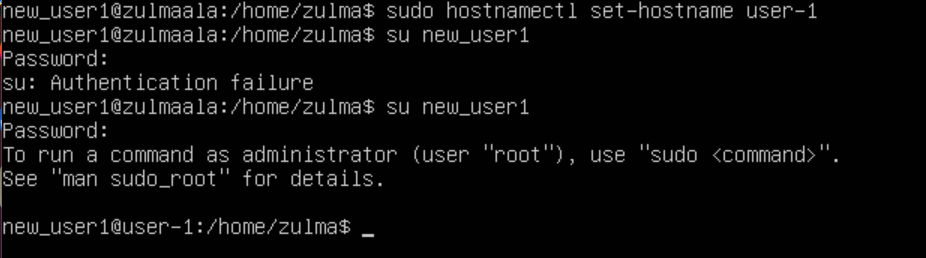 new_user1@zulmaala:/home/zulma$ sudo hostnamectl set-hostname user-1
new_user1@zulmaala:/home/zulma$ su new_user1
Password:
su: Authentication failure
new_user1@zulmaala:/home/zulma$ su new_user1
Password:
To run a command as administrator (user "root"), use "sudo <command>".
See "man sudo_root" for details.
new_user1@user-1:/home/zulma$ _